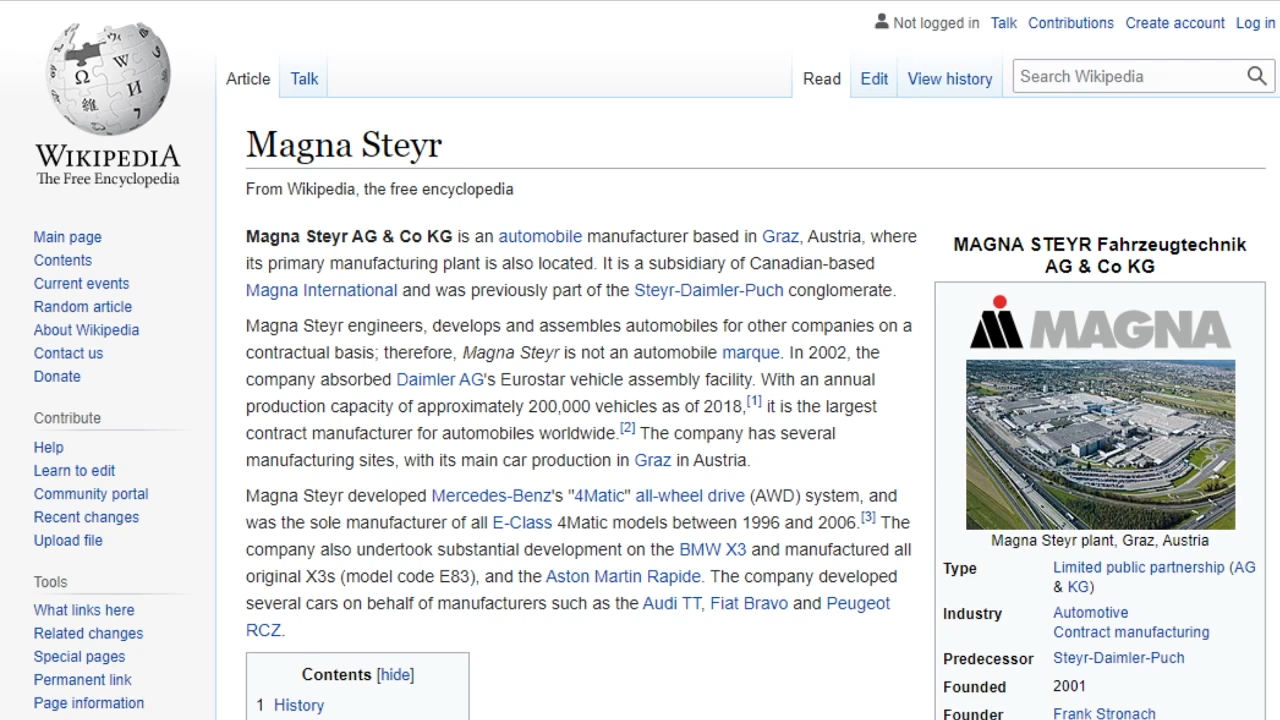 Not logged in Talk Contributions Create account Log in
Article Talk Read Edit View history Search Wikipedia
Ω W И 維 7
WIKIPEDIA
The Free Encyclopedia
Main page
Contents
Current events
Random article
About Wikipedia
Contact us
Donate
Contribute
Help
Learn to edit
Community portal
Recent changes
Upload file
Tools
What links here
Related changes
Special pages
Permanent link
Page information
Magna Steyr
From Wikipedia, the free encyclopedia
Magna Steyr AG & Co KG is an automobile manufacturer based in Graz, Austria, where
its primary manufacturing plant is also located. It is a subsidiary of Canadian-based
Magna International and was previously part of the Steyr-Daimler-Puch conglomerate.
Magna Steyr engineers, develops and assembles automobiles for other companies on a
contractual basis; therefore, Magna Steyr is not an automobile marque. In 2002, the
company absorbed Daimler AG's Eurostar vehicle assembly facility. With an annual
production capacity of approximately 200,000 vehicles as of 2018,[1] it is the largest
contract manufacturer for automobiles worldwide.[2] The company has several
manufacturing sites, with its main car production in Graz in Austria.
Magna Steyr developed Mercedes-Benz's "4Matic" all-wheel drive (AWD) system, and
was the sole manufacturer of all E-Class 4Matic models between 1996 and 2006.[3] The
company also undertook substantial development on the BMW X3 and manufactured all
original X3s (model code E83), and the Aston Martin Rapide. The company developed
several cars on behalf of manufacturers such as the Audi TT, Fiat Bravo and Peugeot
RCZ.
Contents [hide]
1 History
MAGNA STEYR Fahrzeugtechnik
AG & Co KG
MAGNA
Magna Steyr plant, Graz, Austria
Type Limited public partnership (AG
& KG)
Industry Automotive
Contract manufacturing
Predecessor Steyr-Daimler-Puch
Founded 2001
Founder Frank Stronach